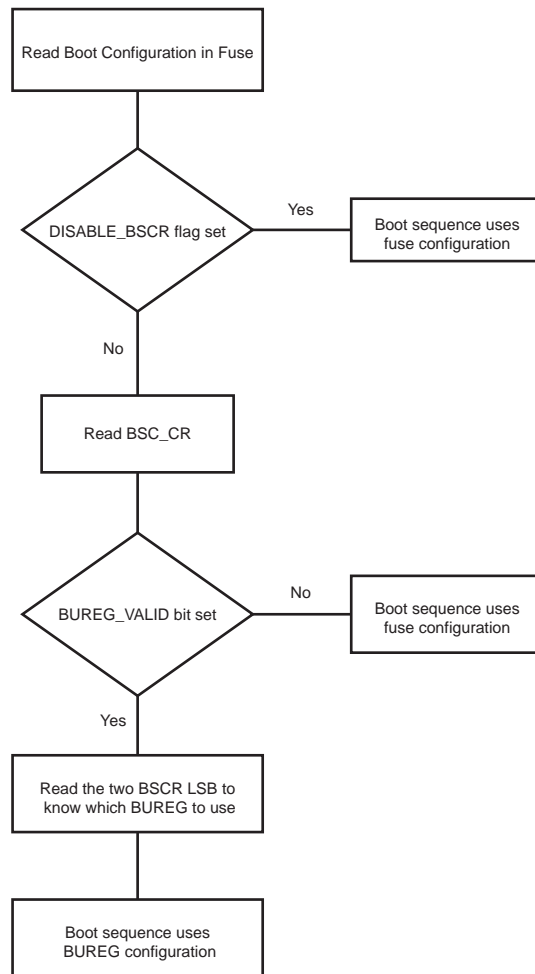 Read Boot Configuration in Fuse
DISABLE_BSCR flag set
Yes
Boot sequence uses
fuse configuration
No
Read BSC_CR
BUREG_VALID bit set
No
Boot sequence uses
fuse configuration
Yes
Read the two BSCR LSB to
know which BUREG to use
Boot sequence uses
BUREG configuration